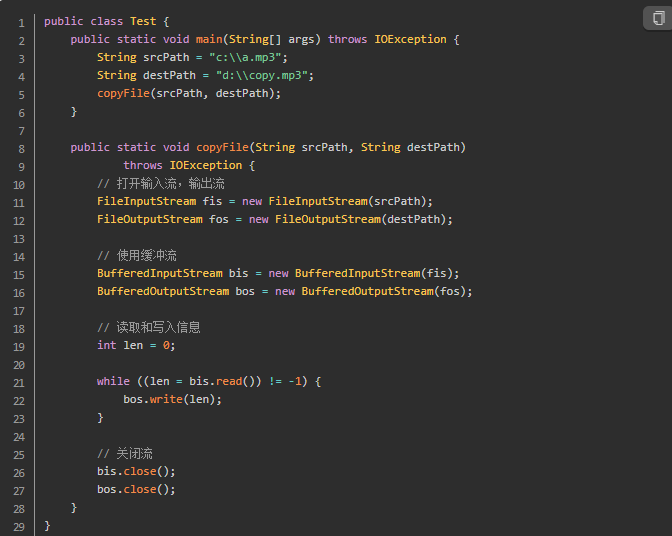 1 public class Test {
2 public static void main(String[] args) throws IOException {
3 String srcPath = "c:\\a.mp3";
4 String destPath = "d:\\copy.mp3";
5 copyFile(srcPath, destPath);
6 }
7
8 public static void copyFile(String srcPath, String destPath)
9 throws IOException {
10 // 打开输入流，输出流
11 FileInputStream fis = new FileInputStream(srcPath);
12 FileOutputStream fos = new FileOutputStream(destPath);
13
14 // 使用缓冲流
15 BufferedInputStream bis = new BufferedInputStream(fis);
16 BufferedOutputStream bos = new BufferedOutputStream(fos);
17
18 // 读取和写入信息
19 int len = 0;
20
21 while ((len = bis.read()) != -1) {
22 bos.write(len);
23 }
24
25 // 关闭流
26 bis.close();
27 bos.close();
28 }
29 }